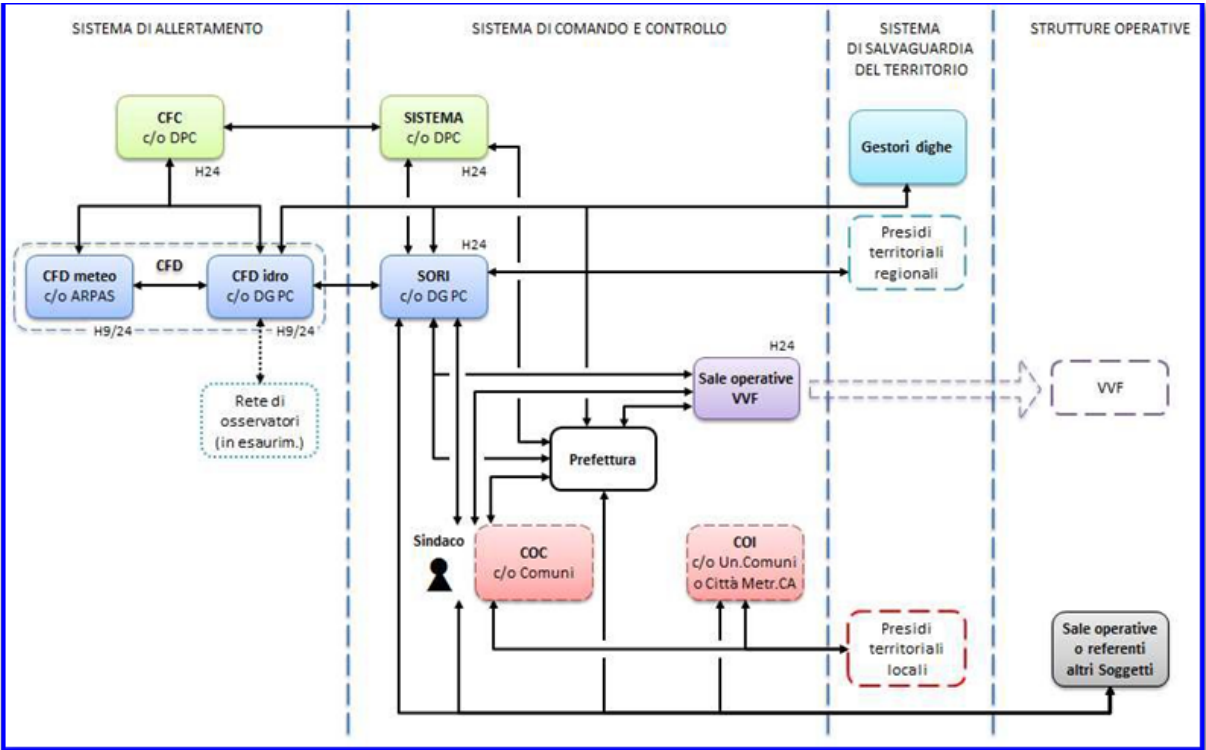 SISTEMA DI ALLERTAMENTO
SISTEMA DI COMANDO E CONTROLLO
SISTEMA
DI SALVAGUARDIA
DEL TERRITORIO
STRUTTURE OPERATIVE
CFC
c/o DPC
H24
SISTEMA
c/o DPC
H24
Gestori dighe
Presidi
territoriali
regionali
CFD
CFD meteo
c/o ARPAS
H9/24
CFD idro
c/o DG PC
H9/24
H24
SORI
c/o DG PC
Rete di
osservatori
(in esaurim.)
H24
Sale operative
VVF
VVF
Prefettura
Sindaco
COC
c/o Comuni
COI
c/o Un.Comuni
o Città Metr.CA
Presidi
territoriali
locali
Sale operative
o referenti
altri Soggetti